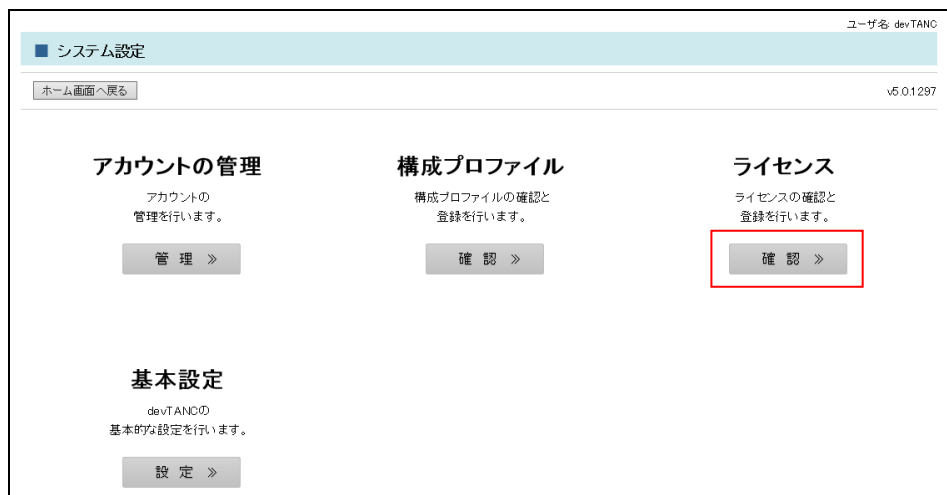 ユーザ名: devTANC
■ システム設定
ホーム画面へ戻る
v5.0.1297
アカウントの管理
アカウントの
管理を行います。
管 理 »
構成プロファイル
構成プロファイルの確認と
登録を行います。
確 認 »
ライセンス
ライセンスの確認と
登録を行います。
確 認 »
基本設定
devTANCの
基本的な設定を行います。
設 定 »